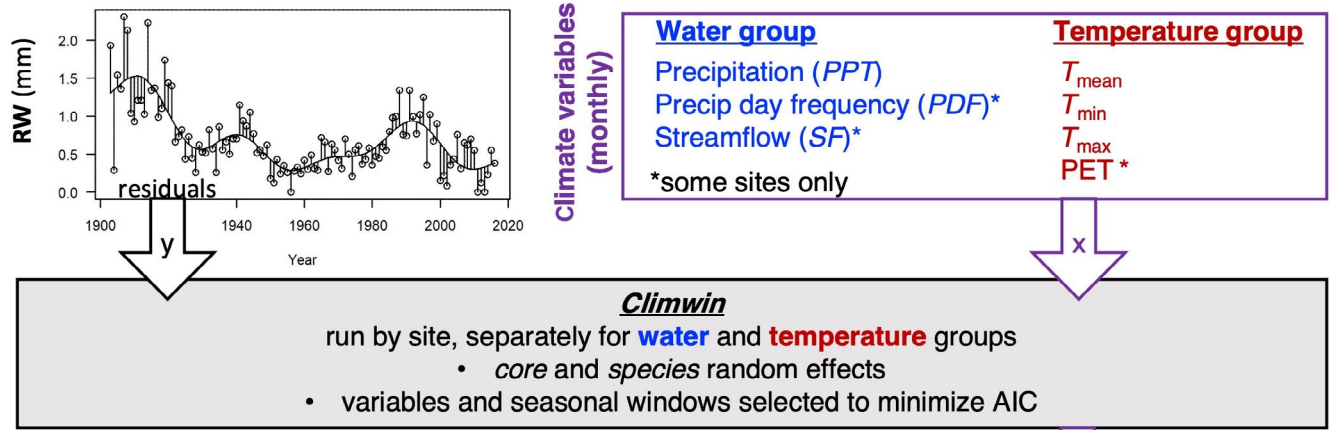 RW (mm)
2.0
1.5
1.0
0.5
0.0
residuals
1900
1940
1960
1980
2000
2020
Year
y
Climate variables
(monthly)
Water group
Precipitation (PPT)
Precip day frequency (PDF)*
Streamflow (SF)*
*some sites only
Temperature group
Tmean
Tmin
Tmax
PET *
x
Climwin
run by site, separately for water and temperature groups
• core and species random effects
• variables and seasonal windows selected to minimize AIC